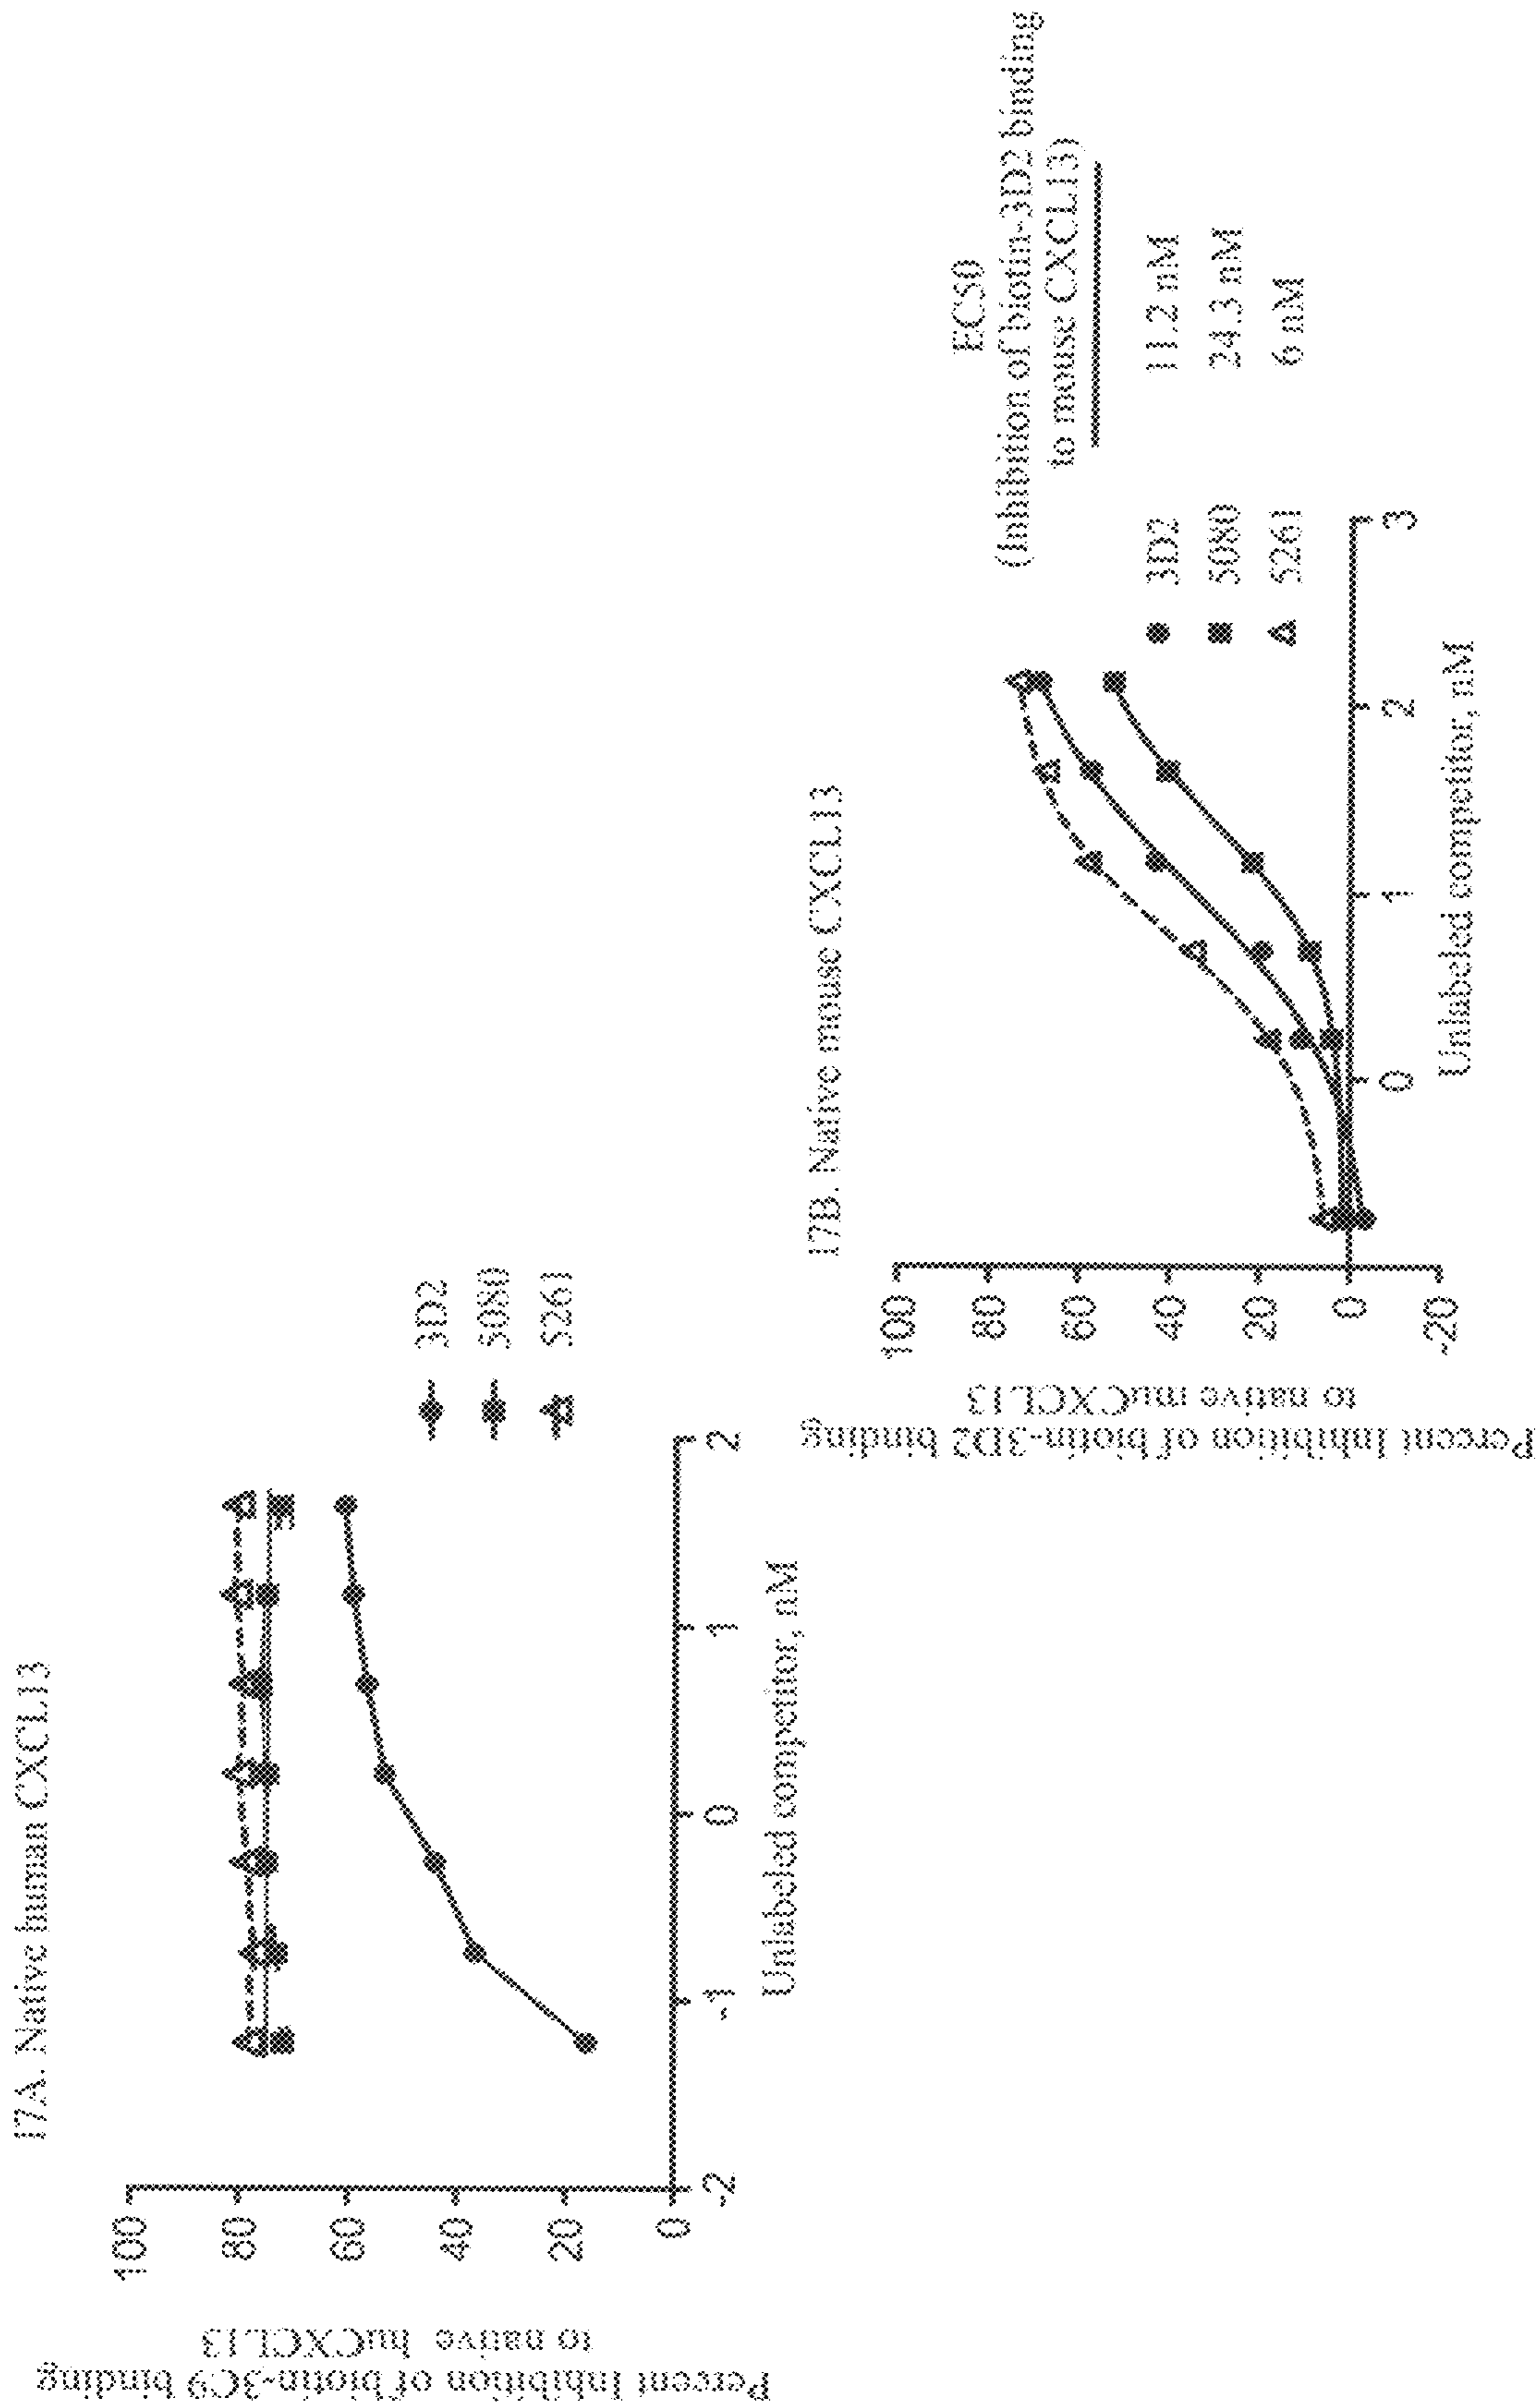 17A. Native human CXCL13
Percent Inhibition of biotin-3C9 binding
to native huCXCL13
100
80
60
40
20
0
-2
-1
0
1
2
Unlabeled competitor, nM
3D2
5080
5261
17B. Native mouse CXCL13
Percent Inhibition of biotin-3D2 binding
to native muCXCL13
100
80
60
40
20
0
-20
0
1
2
3
Unlabeled competitor, nM
EC50
(Inhibition of biotin-3D2 binding
to mouse CXCL13)
3D2 11.2 nM
5080 24.3 nM
5261 6 nM